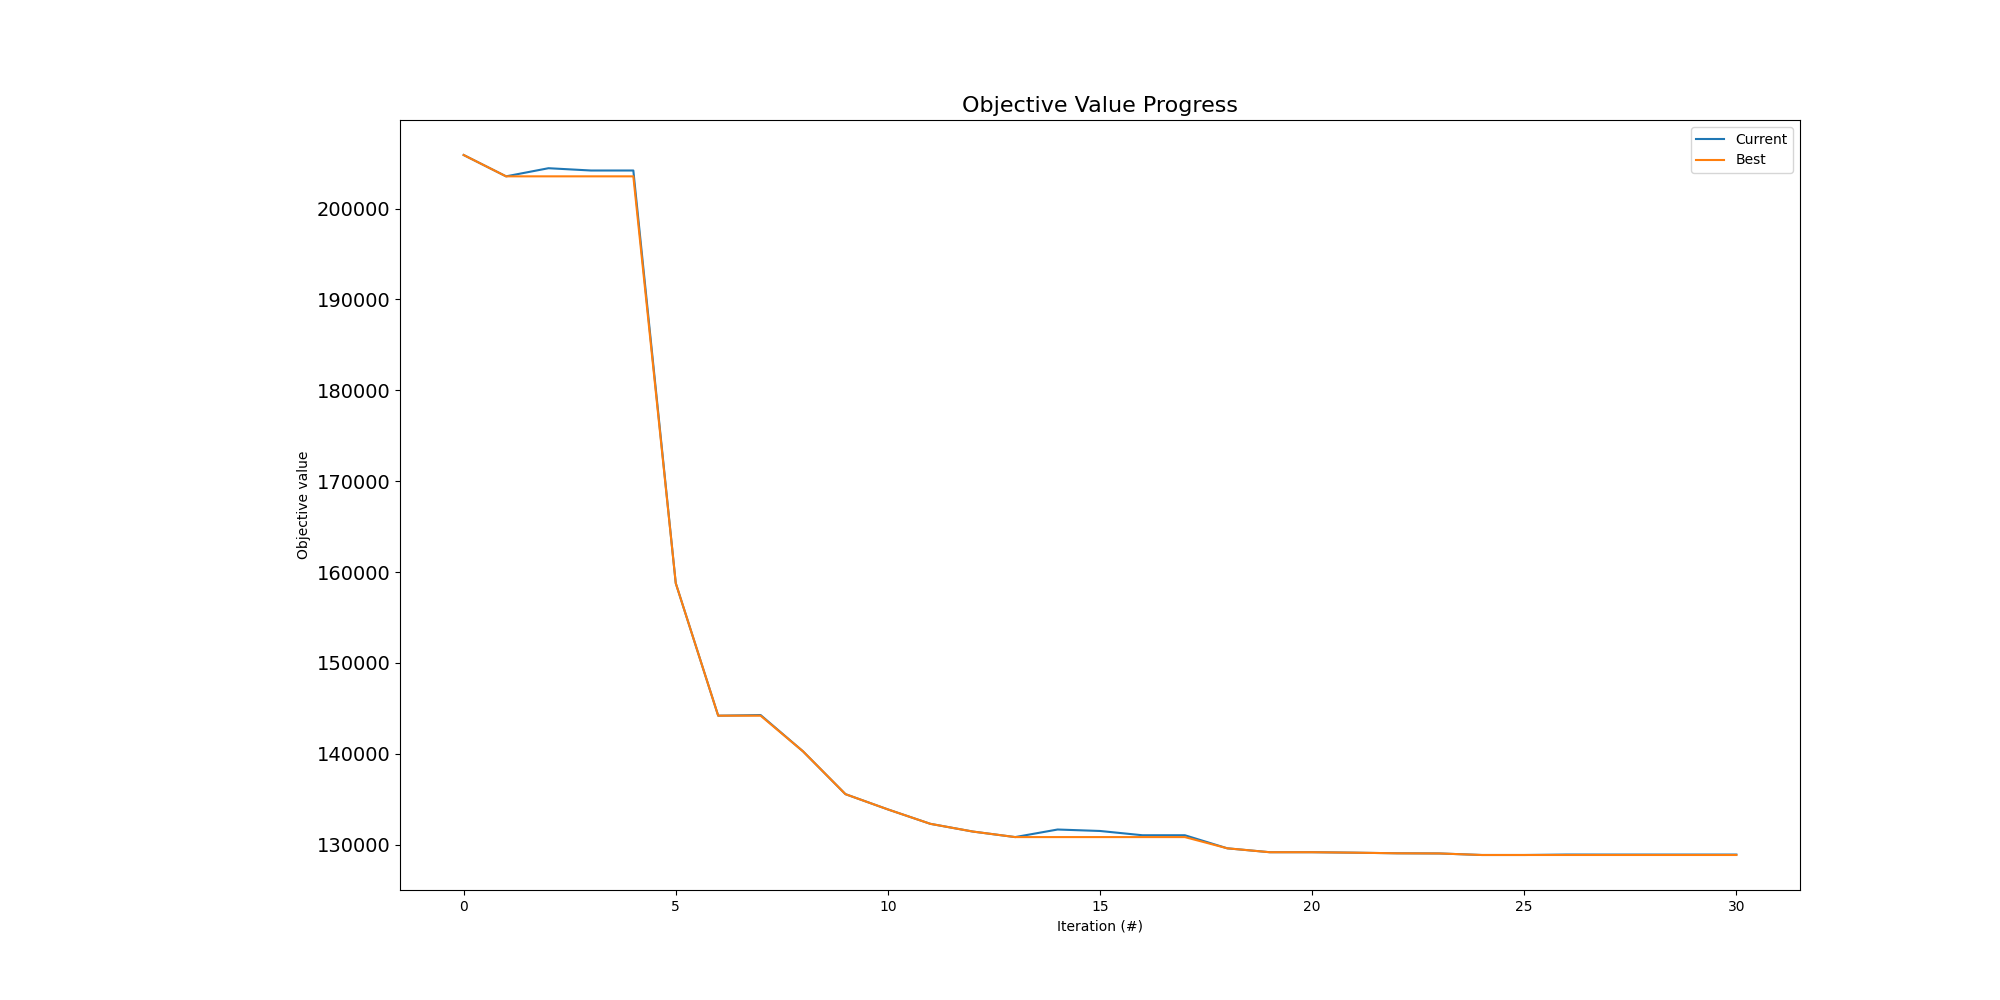 Objective Value Progress
Current
Best
200000
190000
180000
170000
160000
150000
140000
130000
Objective value
0 5 10 15 20 25 30
Iteration (#)